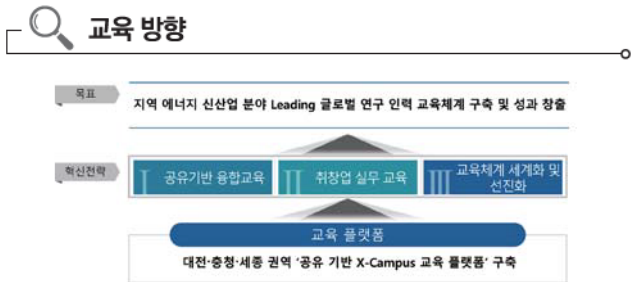 교육 방향
목표
지역 에너지 신산업 분야 Leading 글로벌 연구 인력 교육체계 구축 및 성과 창출
혁신전략
Ⅰ 공유기반 융합교육
Ⅱ 취창업 실무 교육
Ⅲ 교육체계 세계화 및
선진화
교육 플랫폼
대전·충청·세종 권역 '공유 기반 X-Campus 교육 플랫폼' 구축